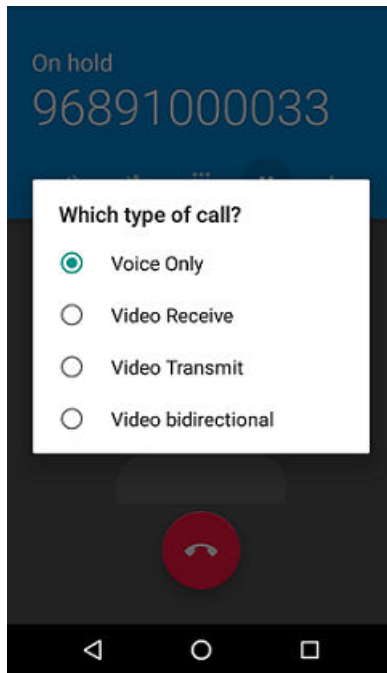 On hold
96891000033
Which type of call?
Voice Only
Video Receive
Video Transmit
Video bidirectional